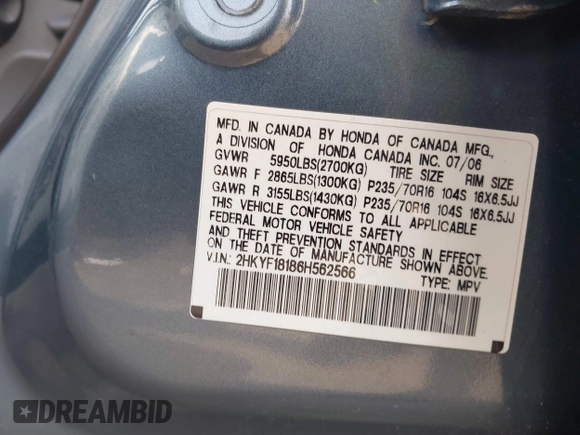 MFD. IN CANADA BY HONDA OF CANADA MFG.,
A DIVISION OF HONDA CANADA INC. 07/06
GVWR 5950LBS(2700KG) TIRE SIZE RIM SIZE
GAWR F 2865LBS(1300KG) P235/70R16 104S 16X6.5JJ
GAWR R 3155LBS(1430KG) P235/70R16 104S 16X6.5JJ
THIS VEHICLE CONFORMS TO ALL APPLICABLE
FEDERAL MOTOR VEHICLE SAFETY
AND THEFT PREVENTION STANDARDS IN EFFECT
ON THE DATE OF MANUFACTURE SHOWN ABOVE.
V.I.N.: 2HKYF18186H562566
TYPE: MPV
DREAMBID